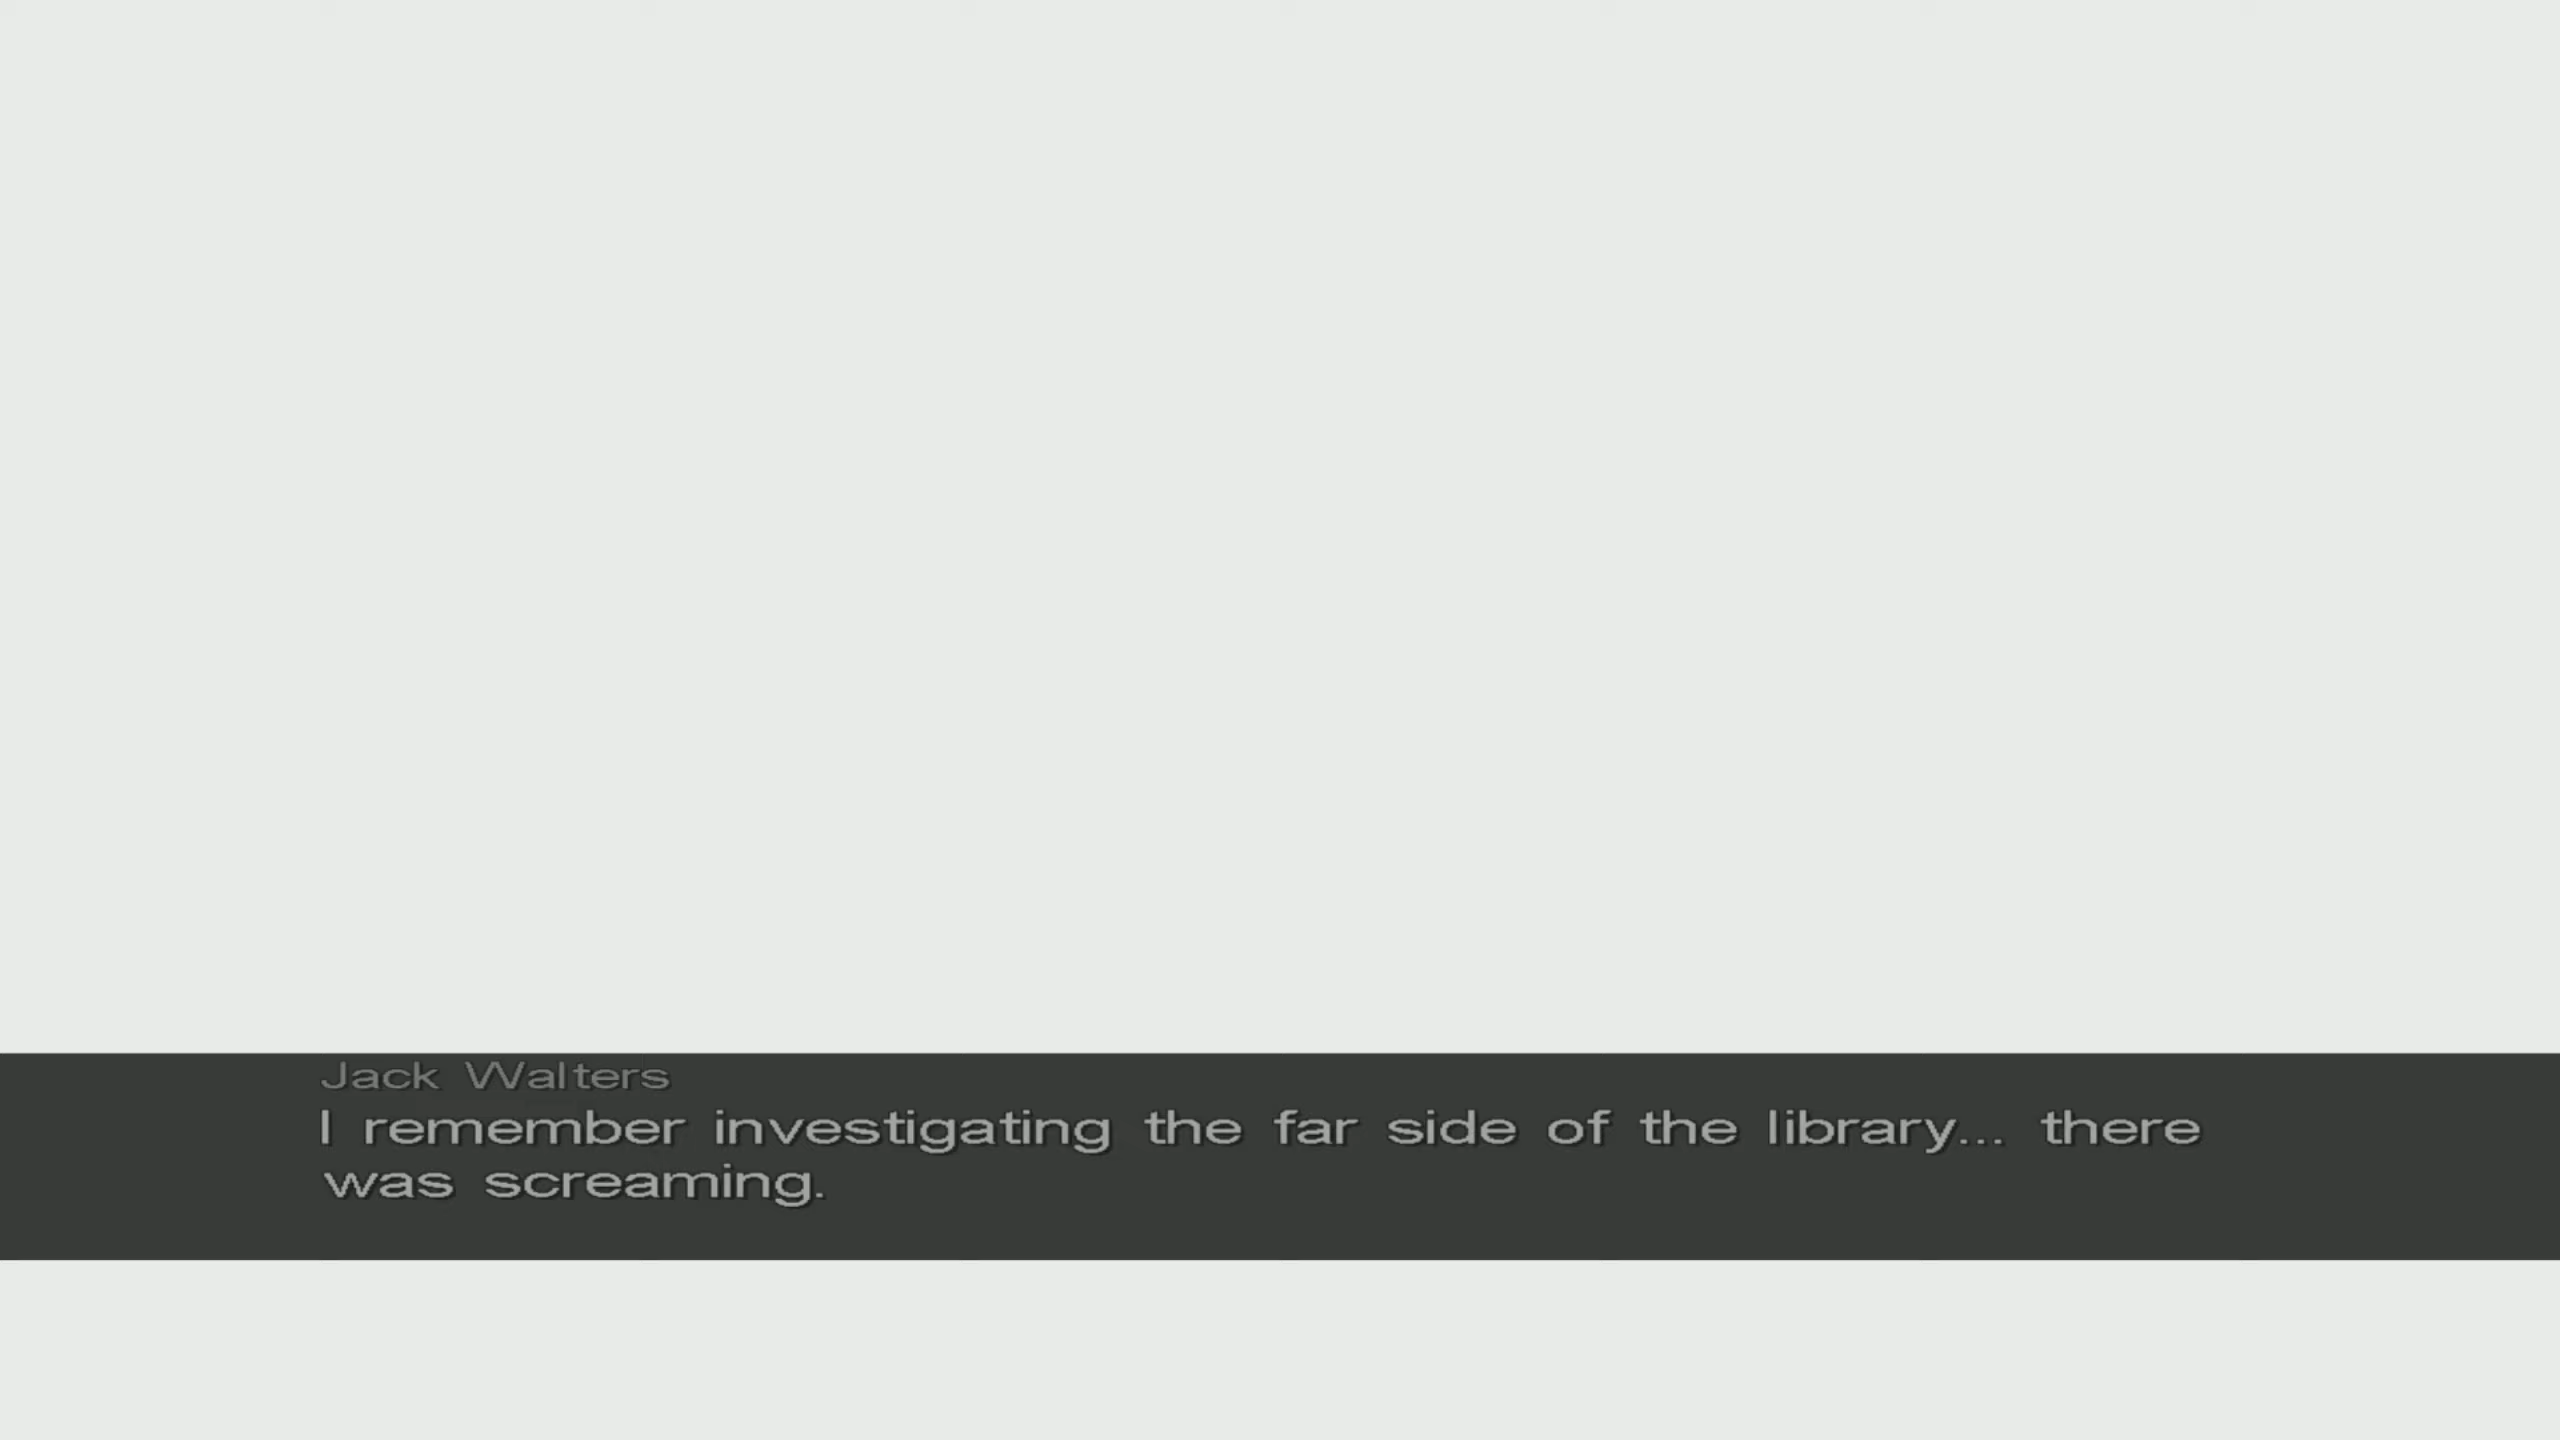 Jack Walters
I remember investigating the far side of the library... there
was screaming.